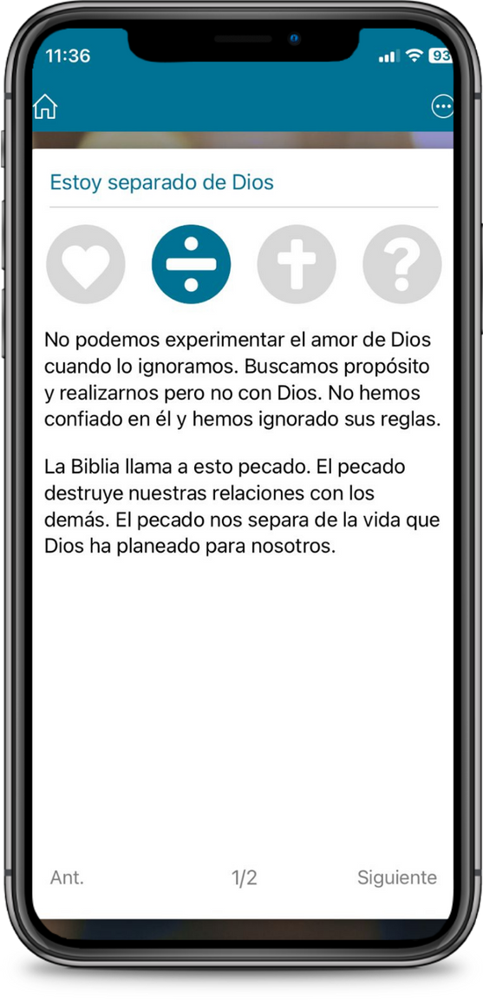 11:36
93
Estoy separado de Dios
No podemos experimentar el amor de Dios
cuando lo ignoramos. Buscamos propósito
y realizarnos pero no con Dios. No hemos
confiado en él y hemos ignorado sus reglas.
La Biblia llama a esto pecado. El pecado
destruye nuestras relaciones con los
demás. El pecado nos separa de la vida que
Dios ha planeado para nosotros.
Ant. 1/2 Siguiente